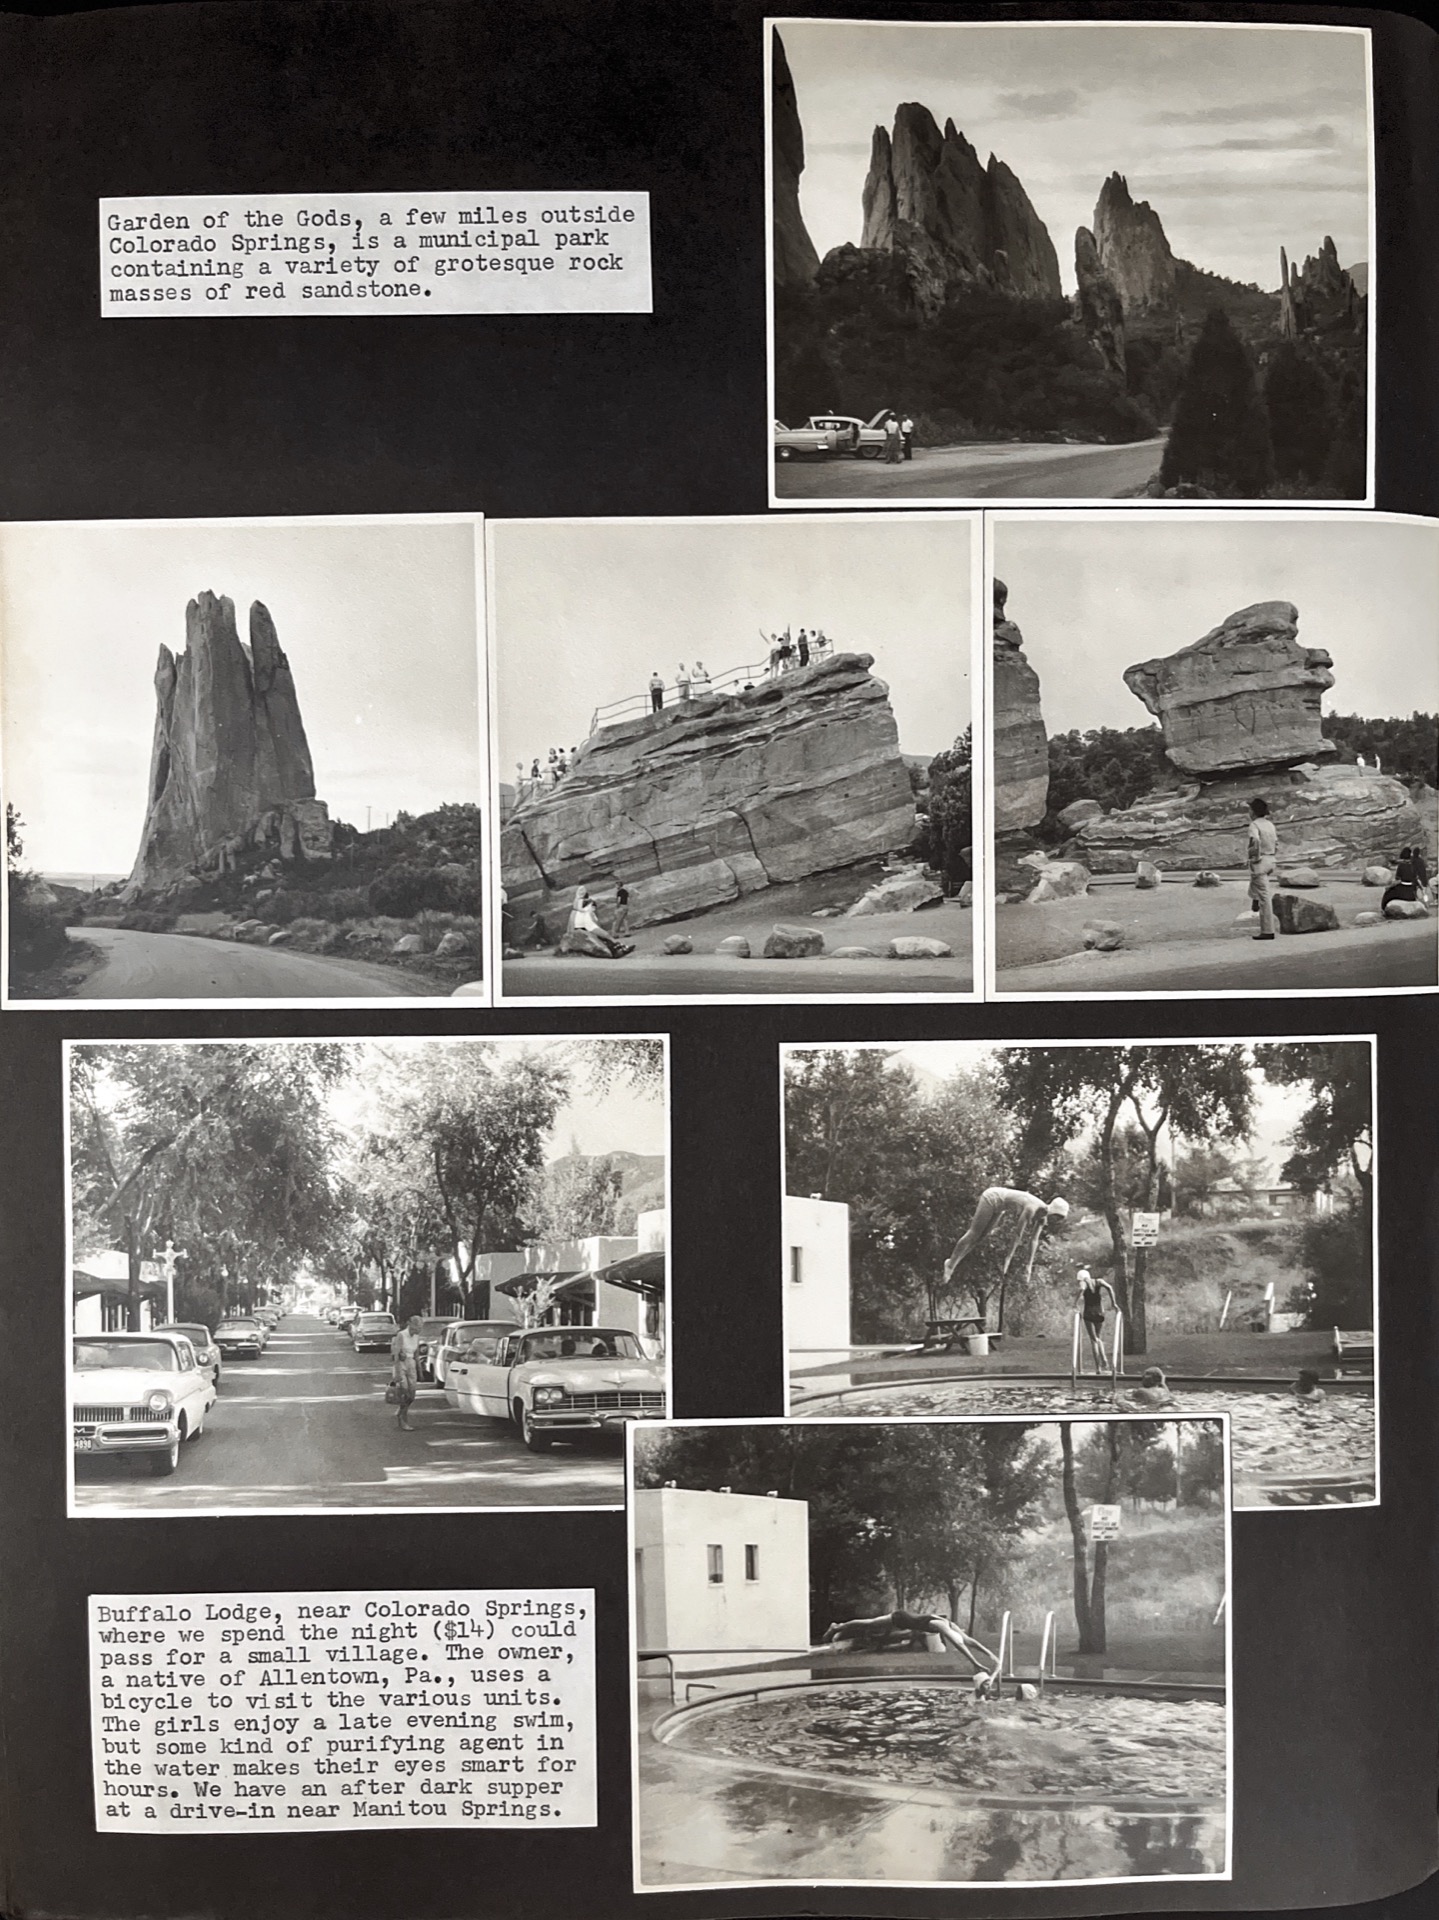 Garden of the Gods, a few miles outside
Colorado Springs, is a municipal park
containing a variety of grotesque rock
masses of red sandstone.
Buffalo Lodge, near Colorado Springs,
where we spend the night ($14) could
pass for a small village. The owner,
a native of Allentown, Pa., uses a
bicycle to visit the various units.
The girls enjoy a late evening swim,
but some kind of purifying agent in
the water makes their eyes smart for
hours. We have an after dark supper
at a drive-in near Manitou Springs.